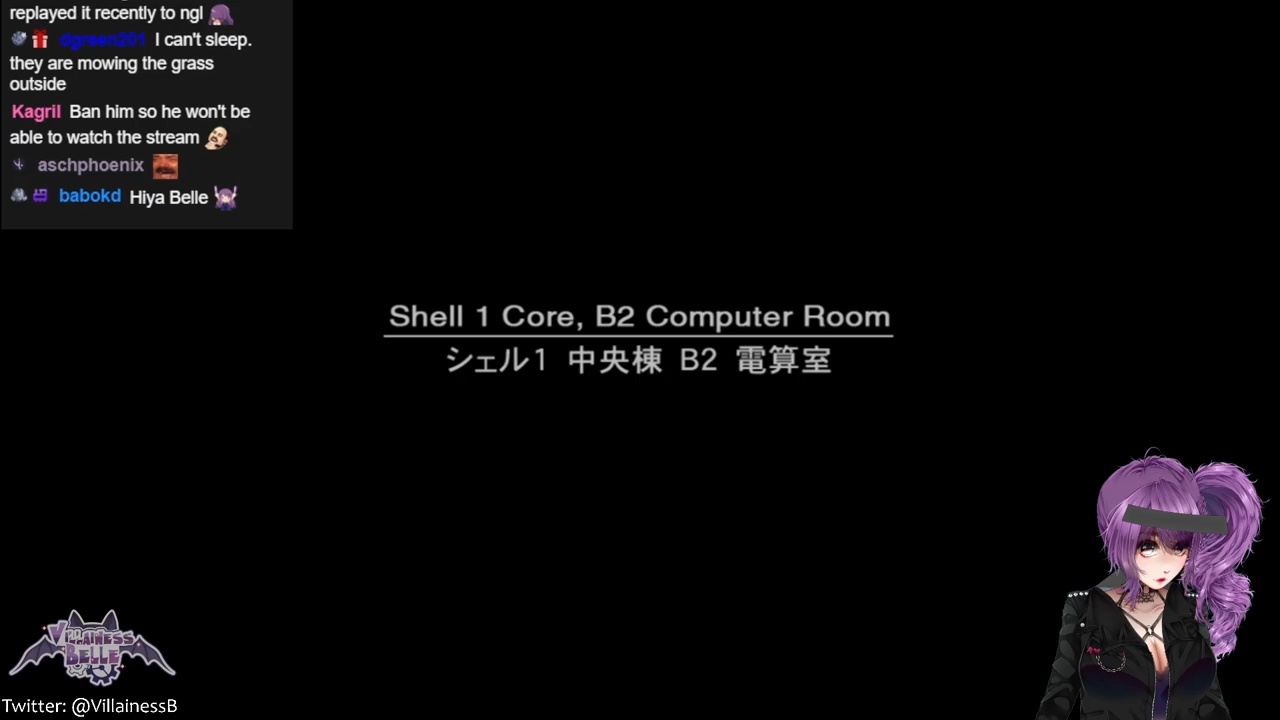 replayed it recently to ngl
dgreen201 I can't sleep.
they are mowing the grass
outside
Kagril Ban him so he won't be
able to watch the stream
aschphoenix
babokd Hiya Belle
Shell 1 Core, B2 Computer Room
シェル1 中央棟 B2 電算室
VILLAINESS
BELLE
Twitter: @VillainessB